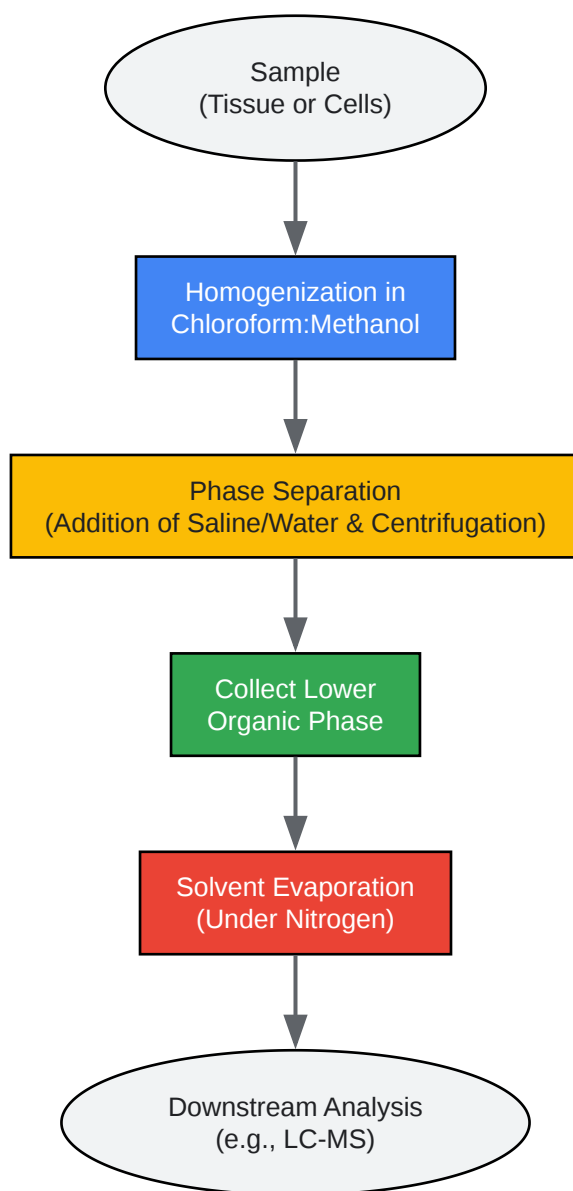 Sample
(Tissue or Cells)
Homogenization in
Chloroform:Methanol
Phase Separation
(Addition of Saline/Water & Centrifugation)
Collect Lower
Organic Phase
Solvent Evaporation
(Under Nitrogen)
Downstream Analysis
(e.g., LC-MS)